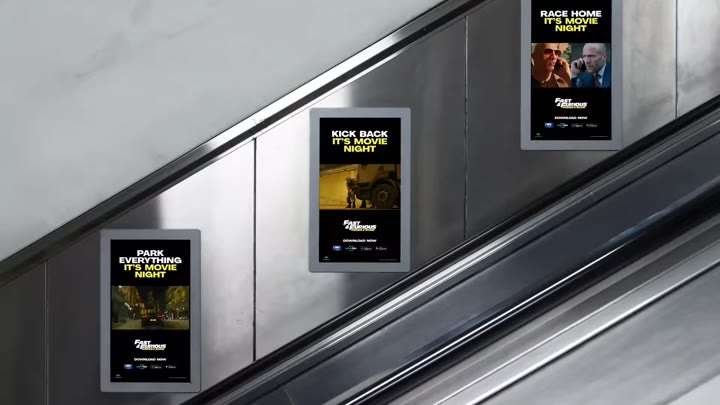 PARK
EVERYTHING
IT'S MOVIE
NIGHT
FAST
& FURIOUS
DOWNLOAD NOW
KICK BACK
IT'S MOVIE
NIGHT
FAST
& FURIOUS
DOWNLOAD NOW
RACE HOME
IT'S MOVIE
NIGHT
FAST
& FURIOUS
DOWNLOAD NOW